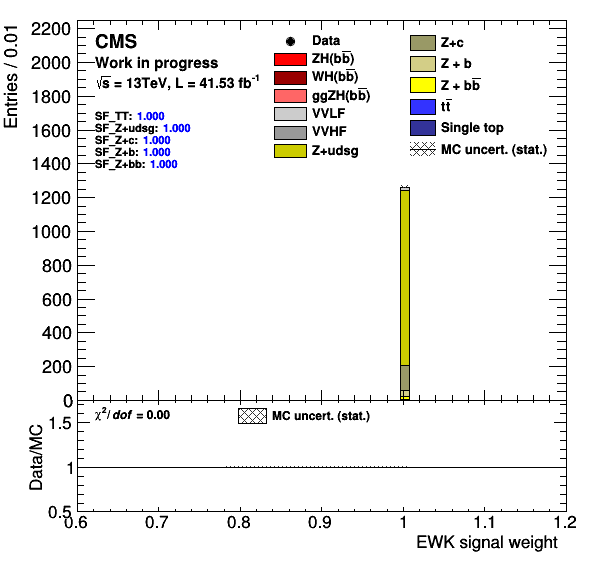 Entries / 0.01
2200
2000
1800
1600
1400
1200
1000
800
600
400
200
0
CMS
Work in progress
√s = 13TeV, L = 41.53 fb⁻¹
SF_TT: 1.000
SF_Z+udsg: 1.000
SF_Z+c: 1.000
SF_Z+b: 1.000
SF_Z+bb: 1.000
Data
ZH(bb̅)
WH(bb̅)
ggZH(bb̅)
VVLF
VVHF
Z+udsg
Z+c
Z + b
Z + bb̅
tt̅
Single top
MC uncert. (stat.)
Data/MC
1.5
1
0.5
χ²/dof = 0.00
MC uncert. (stat.)
0.6 0.7 0.8 0.9 1 1.1 1.2
EWK signal weight